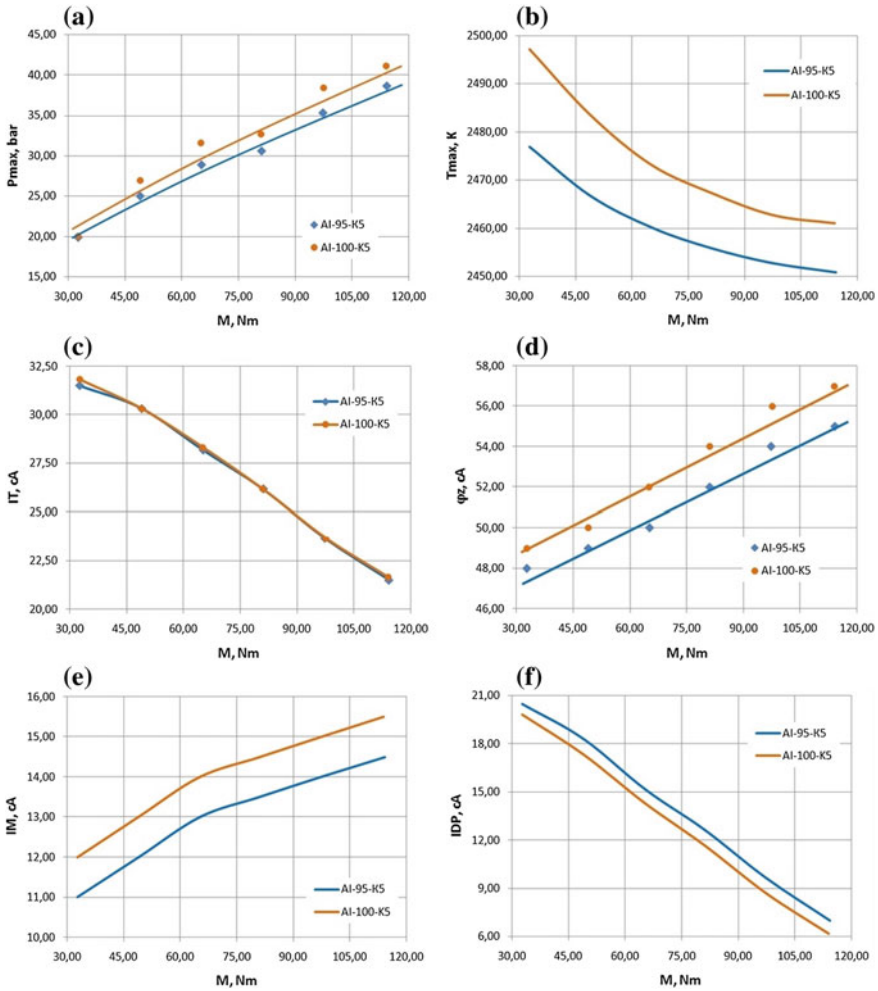 (a)
45,00
40,00
35,00
30,00
25,00
20,00
15,00
Pmax, bar
AI-95-K5
AI-100-K5
30,00 45,00 60,00 75,00 90,00 105,00 120,00
M, Nm
(b)
2500
2490
2480
2470
2460
2450
Tmax, K
AI-95-K5
AI-100-K5
30,00 45,00 60,00 75,00 90,00 105,00 120,00
M, Nm
(c)
32,50
30,00
27,50
25,00
22,50
20,00
IT, cA
AI-95-K5
AI-100-K5
30,00 45,00 60,00 75,00 90,00 105,00 120,00
M, Nm
(d)
58,00
56,00
54,00
52,00
50,00
48,00
46,00
φz, cA
AI-95-K5
AI-100-K5
30,00 45,00 60,00 75,00 90,00 105,00 120,00
M, Nm
(e)
16,00
15,00
14,00
13,00
12,00
11,00
10,00
IM, cA
AI-95-K5
AI-100-K5
30,00 45,00 60,00 75,00 90,00 105,00 120,00
M, Nm
(f)
21,00
18,00
15,00
12,00
9,00
6,00
IDP, cA
AI-95-K5
AI-100-K5
30,00 45,00 60,00 75,00 90,00 105,00 120,00
M, Nm